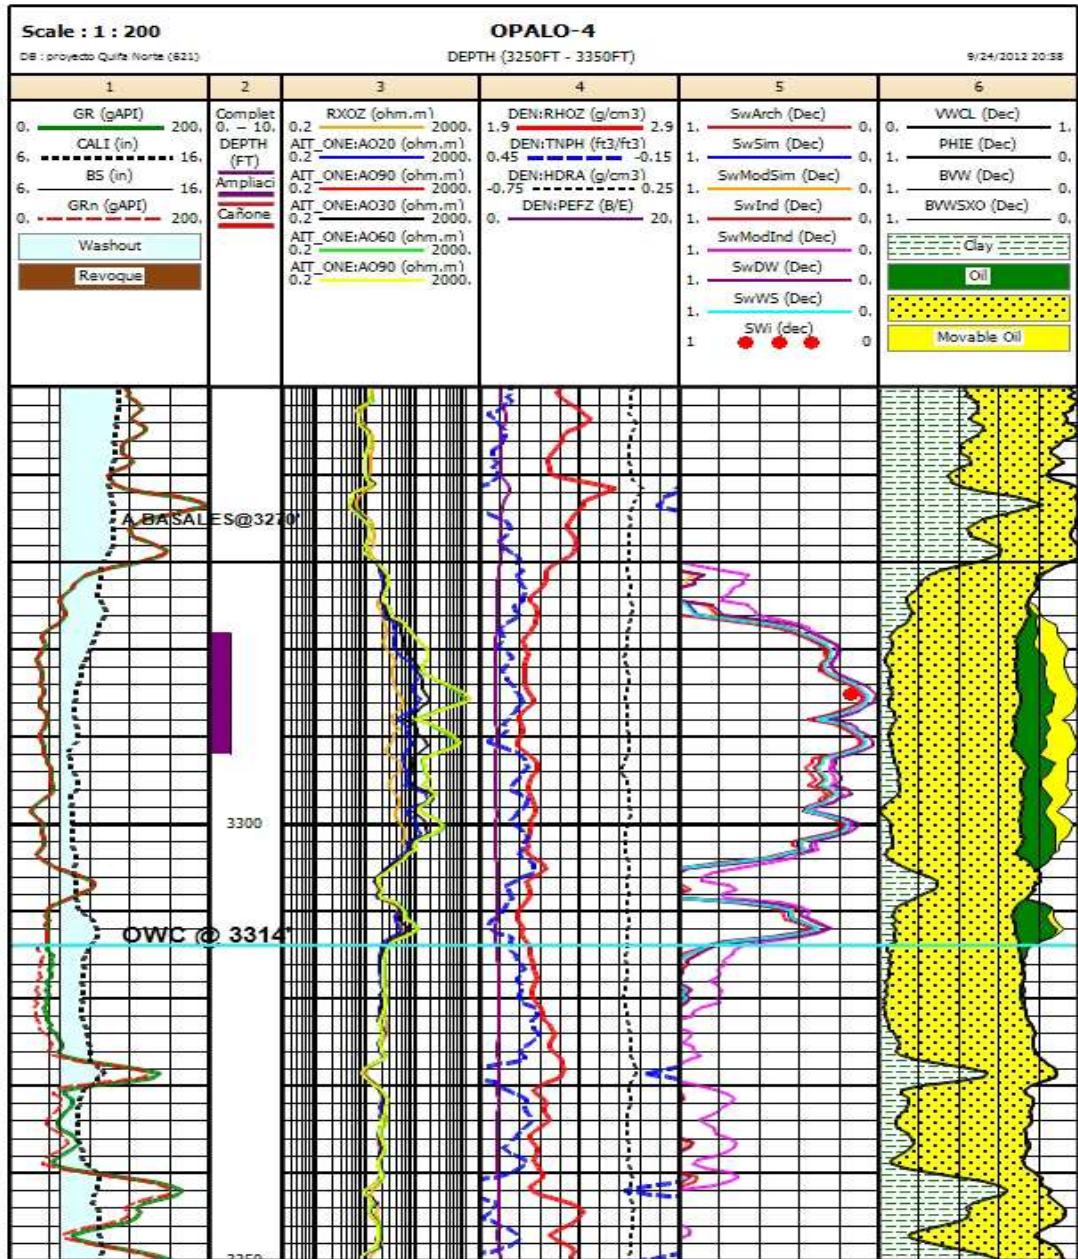 Scale : 1 : 200
OPALO-4
DB : proyecto Quifa Norte (621)
DEPTH (3250FT - 3350FT)
9/24/2012 20:58
1 2 3 4 5 6
GR (gAPI)
0. 200.
CALI (in)
6. 16.
BS (in)
6. 16.
GRn (gAPI)
0. 200.
Washout
Revoque
Complet
0. - 10.
DEPTH
(FT)
Ampliaci
Cañone
RXOZ (ohm.m)
0.2 2000.
AIT_ONE:AO20 (ohm.m)
0.2 2000.
AIT_ONE:AO90 (ohm.m)
0.2 2000.
AIT_ONE:AO30 (ohm.m)
0.2 2000.
AIT_ONE:AO60 (ohm.m)
0.2 2000.
AIT_ONE:AO90 (ohm.m)
0.2 2000.
DEN:RHOZ (g/cm3)
1.9 2.9
DEN:TNPH (ft3/ft3)
0.45 -0.15
DEN:HDRA (g/cm3)
-0.75 0.25
DEN:PEFZ (B/E)
0. 20.
SwArch (Dec)
1. 0.
SwSim (Dec)
1. 0.
SwModSim (Dec)
1. 0.
SwInd (Dec)
1. 0.
SwModInd (Dec)
1. 0.
SwDW (Dec)
1. 0.
SwWS (Dec)
1. 0.
SWi (dec)
1 0
VWCL (Dec)
0. 1.
PHIE (Dec)
1. 0.
BVW (Dec)
1. 0.
BVWSXO (Dec)
1. 0.
Clay
Oil
Movable Oil
A.BASALES@3270'
3300
OWC @ 3314'
3350